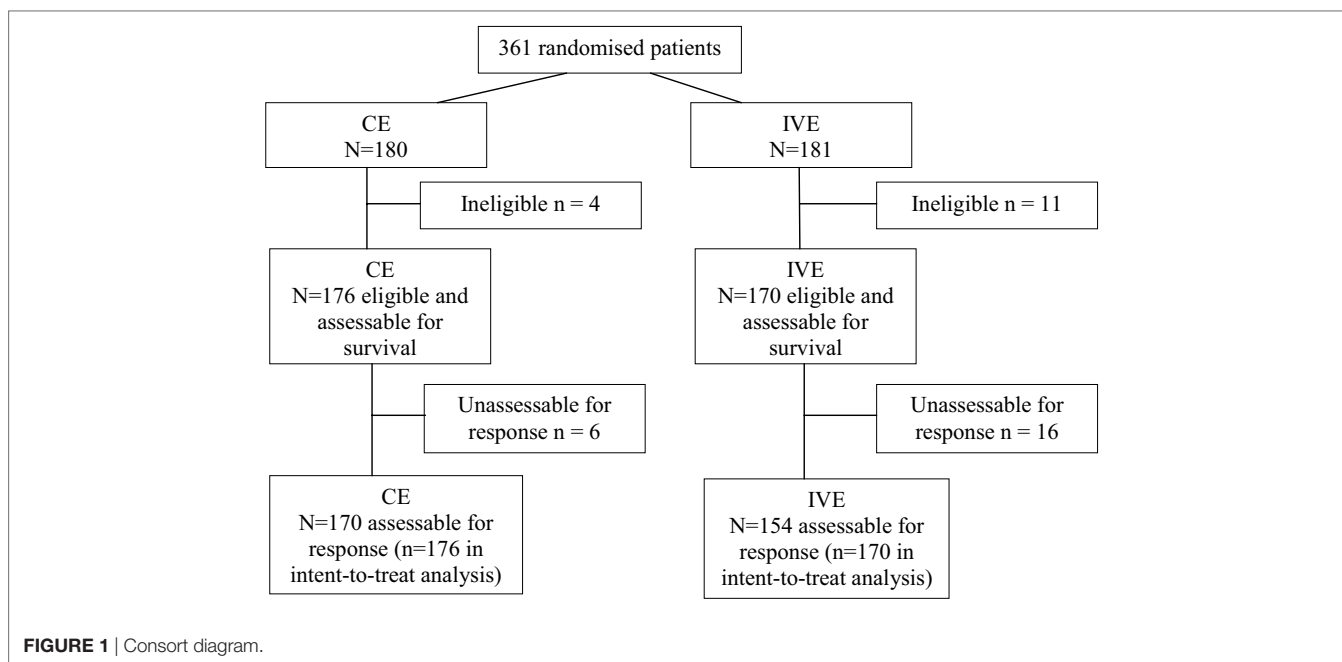 361 randomised patients
CE
N=180
IVE
N=181
Ineligible n = 4
Ineligible n = 11
CE
N=176 eligible and
assessable for
survival
IVE
N=170 eligible and
assessable for
survival
Unassessable for
response n = 6
Unassessable for
response n = 16
CE
N=170 assessable for
response (n=176 in
intent-to-treat analysis)
IVE
N=154 assessable for
response (n=170 in
intent-to-treat analysis)
FIGURE 1 | Consort diagram.